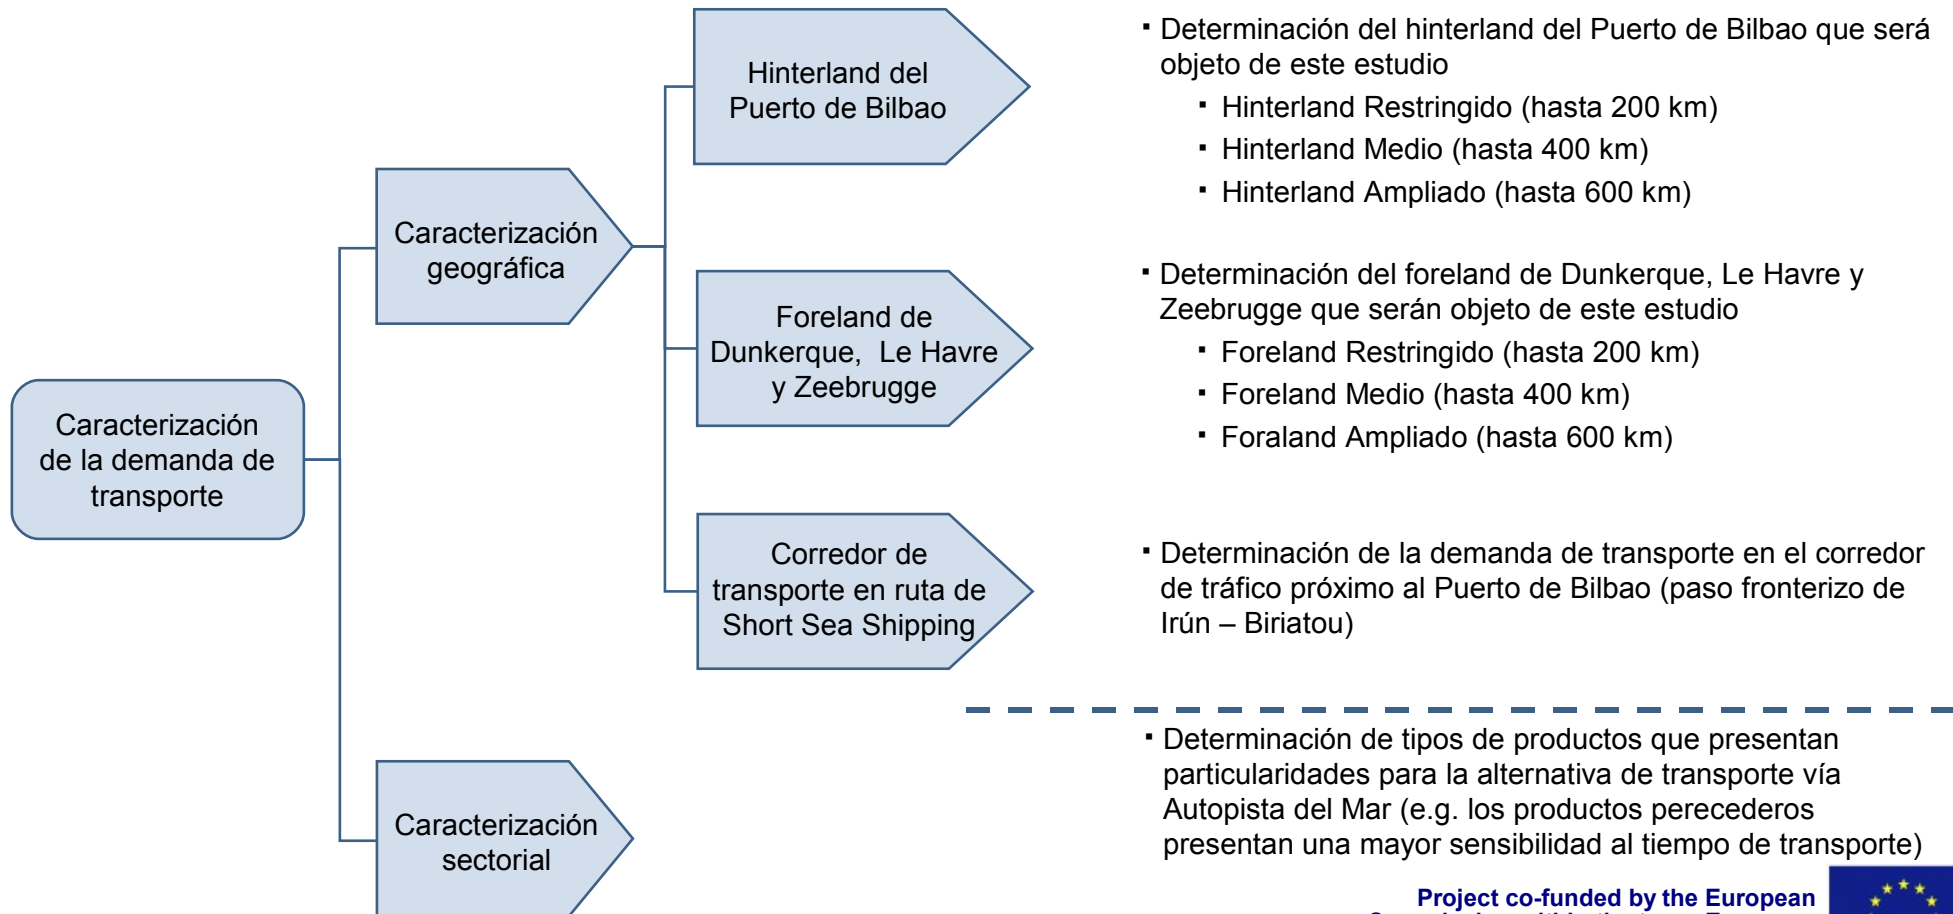 Caracterización
de la demanda de
transporte
Caracterización
geográfica
Hinterland del
Puerto de Bilbao
▪ Determinación del hinterland del Puerto de Bilbao que será
objeto de este estudio
▪ Hinterland Restringido (hasta 200 km)
▪ Hinterland Medio (hasta 400 km)
▪ Hinterland Ampliado (hasta 600 km)
Foreland de
Dunkerque, Le Havre
y Zeebrugge
▪ Determinación del foreland de Dunkerque, Le Havre y
Zeebrugge que serán objeto de este estudio
▪ Foreland Restringido (hasta 200 km)
▪ Foreland Medio (hasta 400 km)
▪ Foraland Ampliado (hasta 600 km)
Corredor de
transporte en ruta de
Short Sea Shipping
▪ Determinación de la demanda de transporte en el corredor
de tráfico próximo al Puerto de Bilbao (paso fronterizo de
Irún – Biriatou)
Caracterización
sectorial
▪ Determinación de tipos de productos que presentan
particularidades para la alternativa de transporte vía
Autopista del Mar (e.g. los productos perecederos
presentan una mayor sensibilidad al tiempo de transporte)
Project co-funded by the European